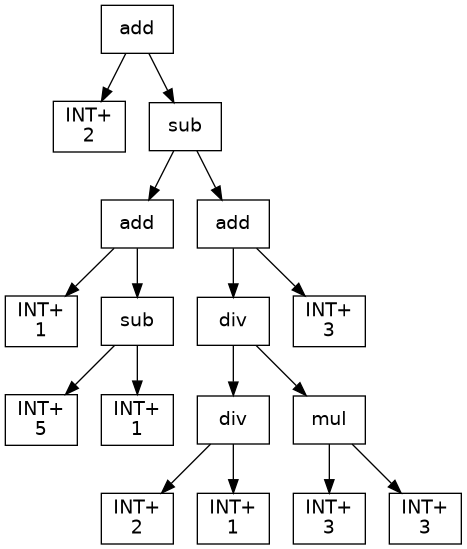 add
INT+
2
sub
add
add
INT+
1
sub
div
INT+
3
INT+
5
INT+
1
div
mul
INT+
2
INT+
1
INT+
3
INT+
3